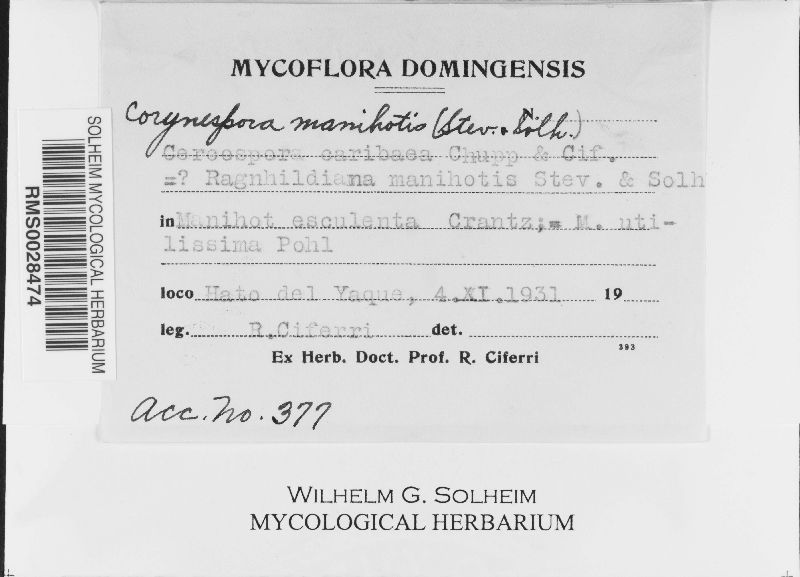 MYCOFLORA DOMINGENSIS
Corynespora manihotis (Stev. & Solh.)
Cercospora caribaea Chupp & Cif.
=? Ragnhildiana manihotis Stev. & Solh
in Manihot esculenta Crantz;= M. uti-
lissima Pohl
loco Hato del Yaque, 4.XI.1931 19
leg. R.Ciferri det.
393
Ex Herb. Doct. Prof. R. Ciferri
Acc. No. 377
SOLHEIM MYCOLOGICAL HERBARIUM
RMS0028474
WILHELM G. SOLHEIM
MYCOLOGICAL HERBARIUM